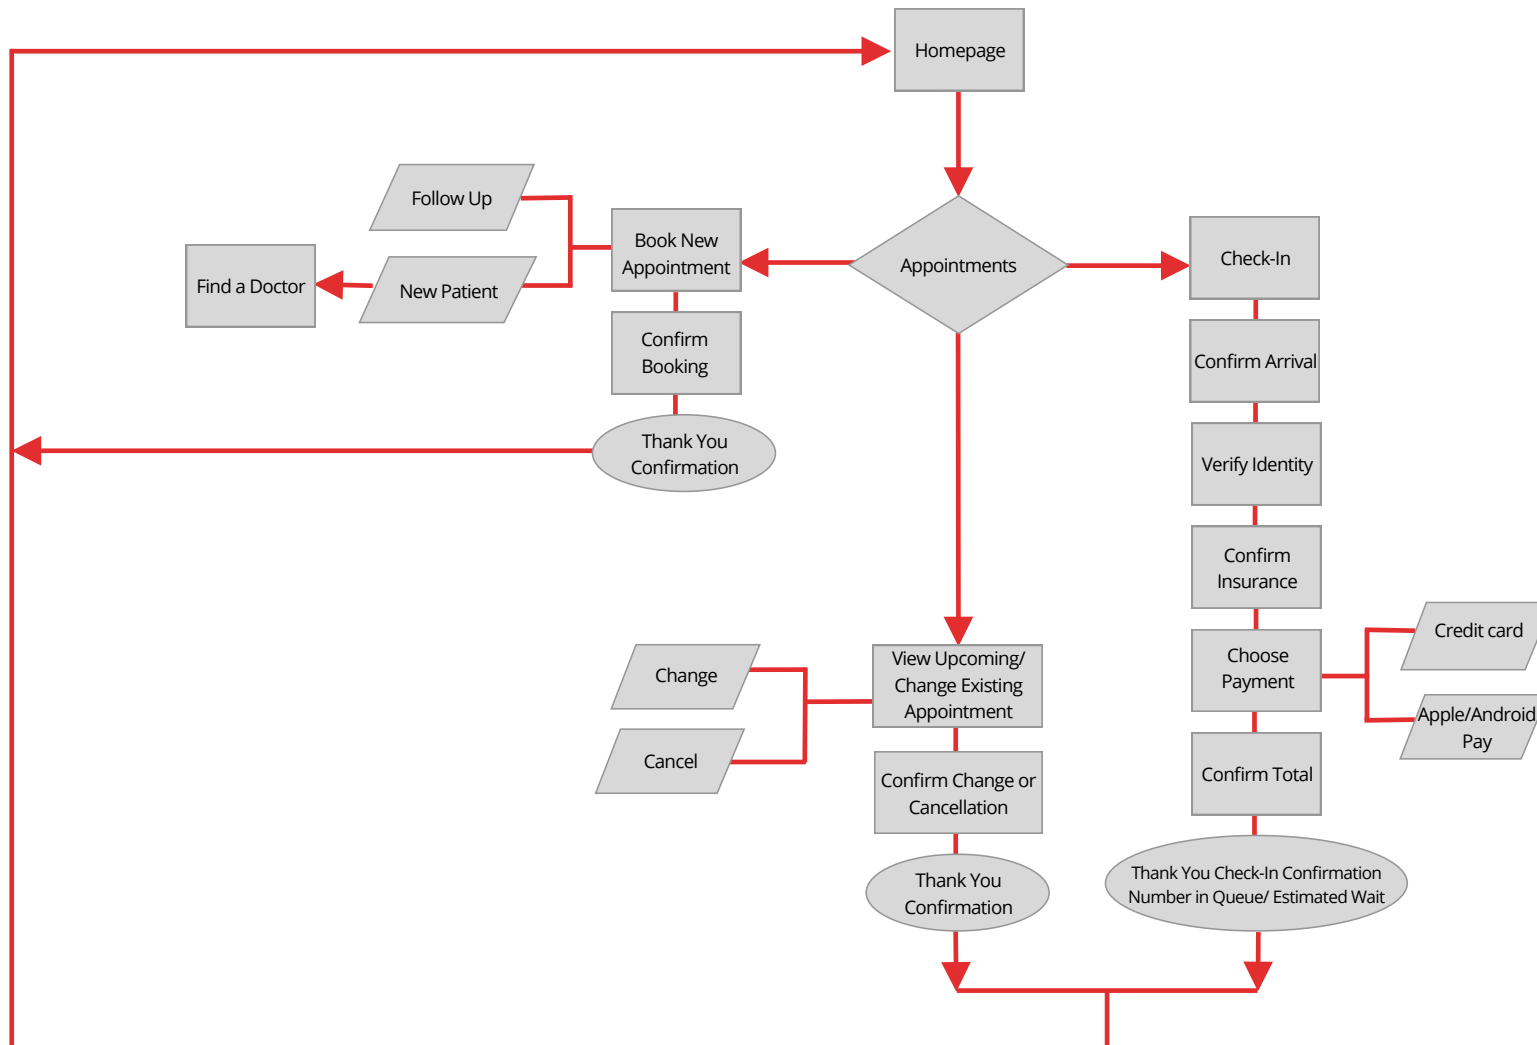 Homepage
Follow Up
Book New
Appointment
Appointments
Check-In
Find a Doctor
New Patient
Confirm
Booking
Confirm Arrival
Thank You
Confirmation
Verify Identity
Confirm
Insurance
Credit card
Choose
Payment
Apple/Android
Pay
Change
View Upcoming/
Change Existing
Appointment
Cancel
Confirm Change or
Cancellation
Confirm Total
Thank You
Confirmation
Thank You Check-In Confirmation
Number in Queue/ Estimated Wait